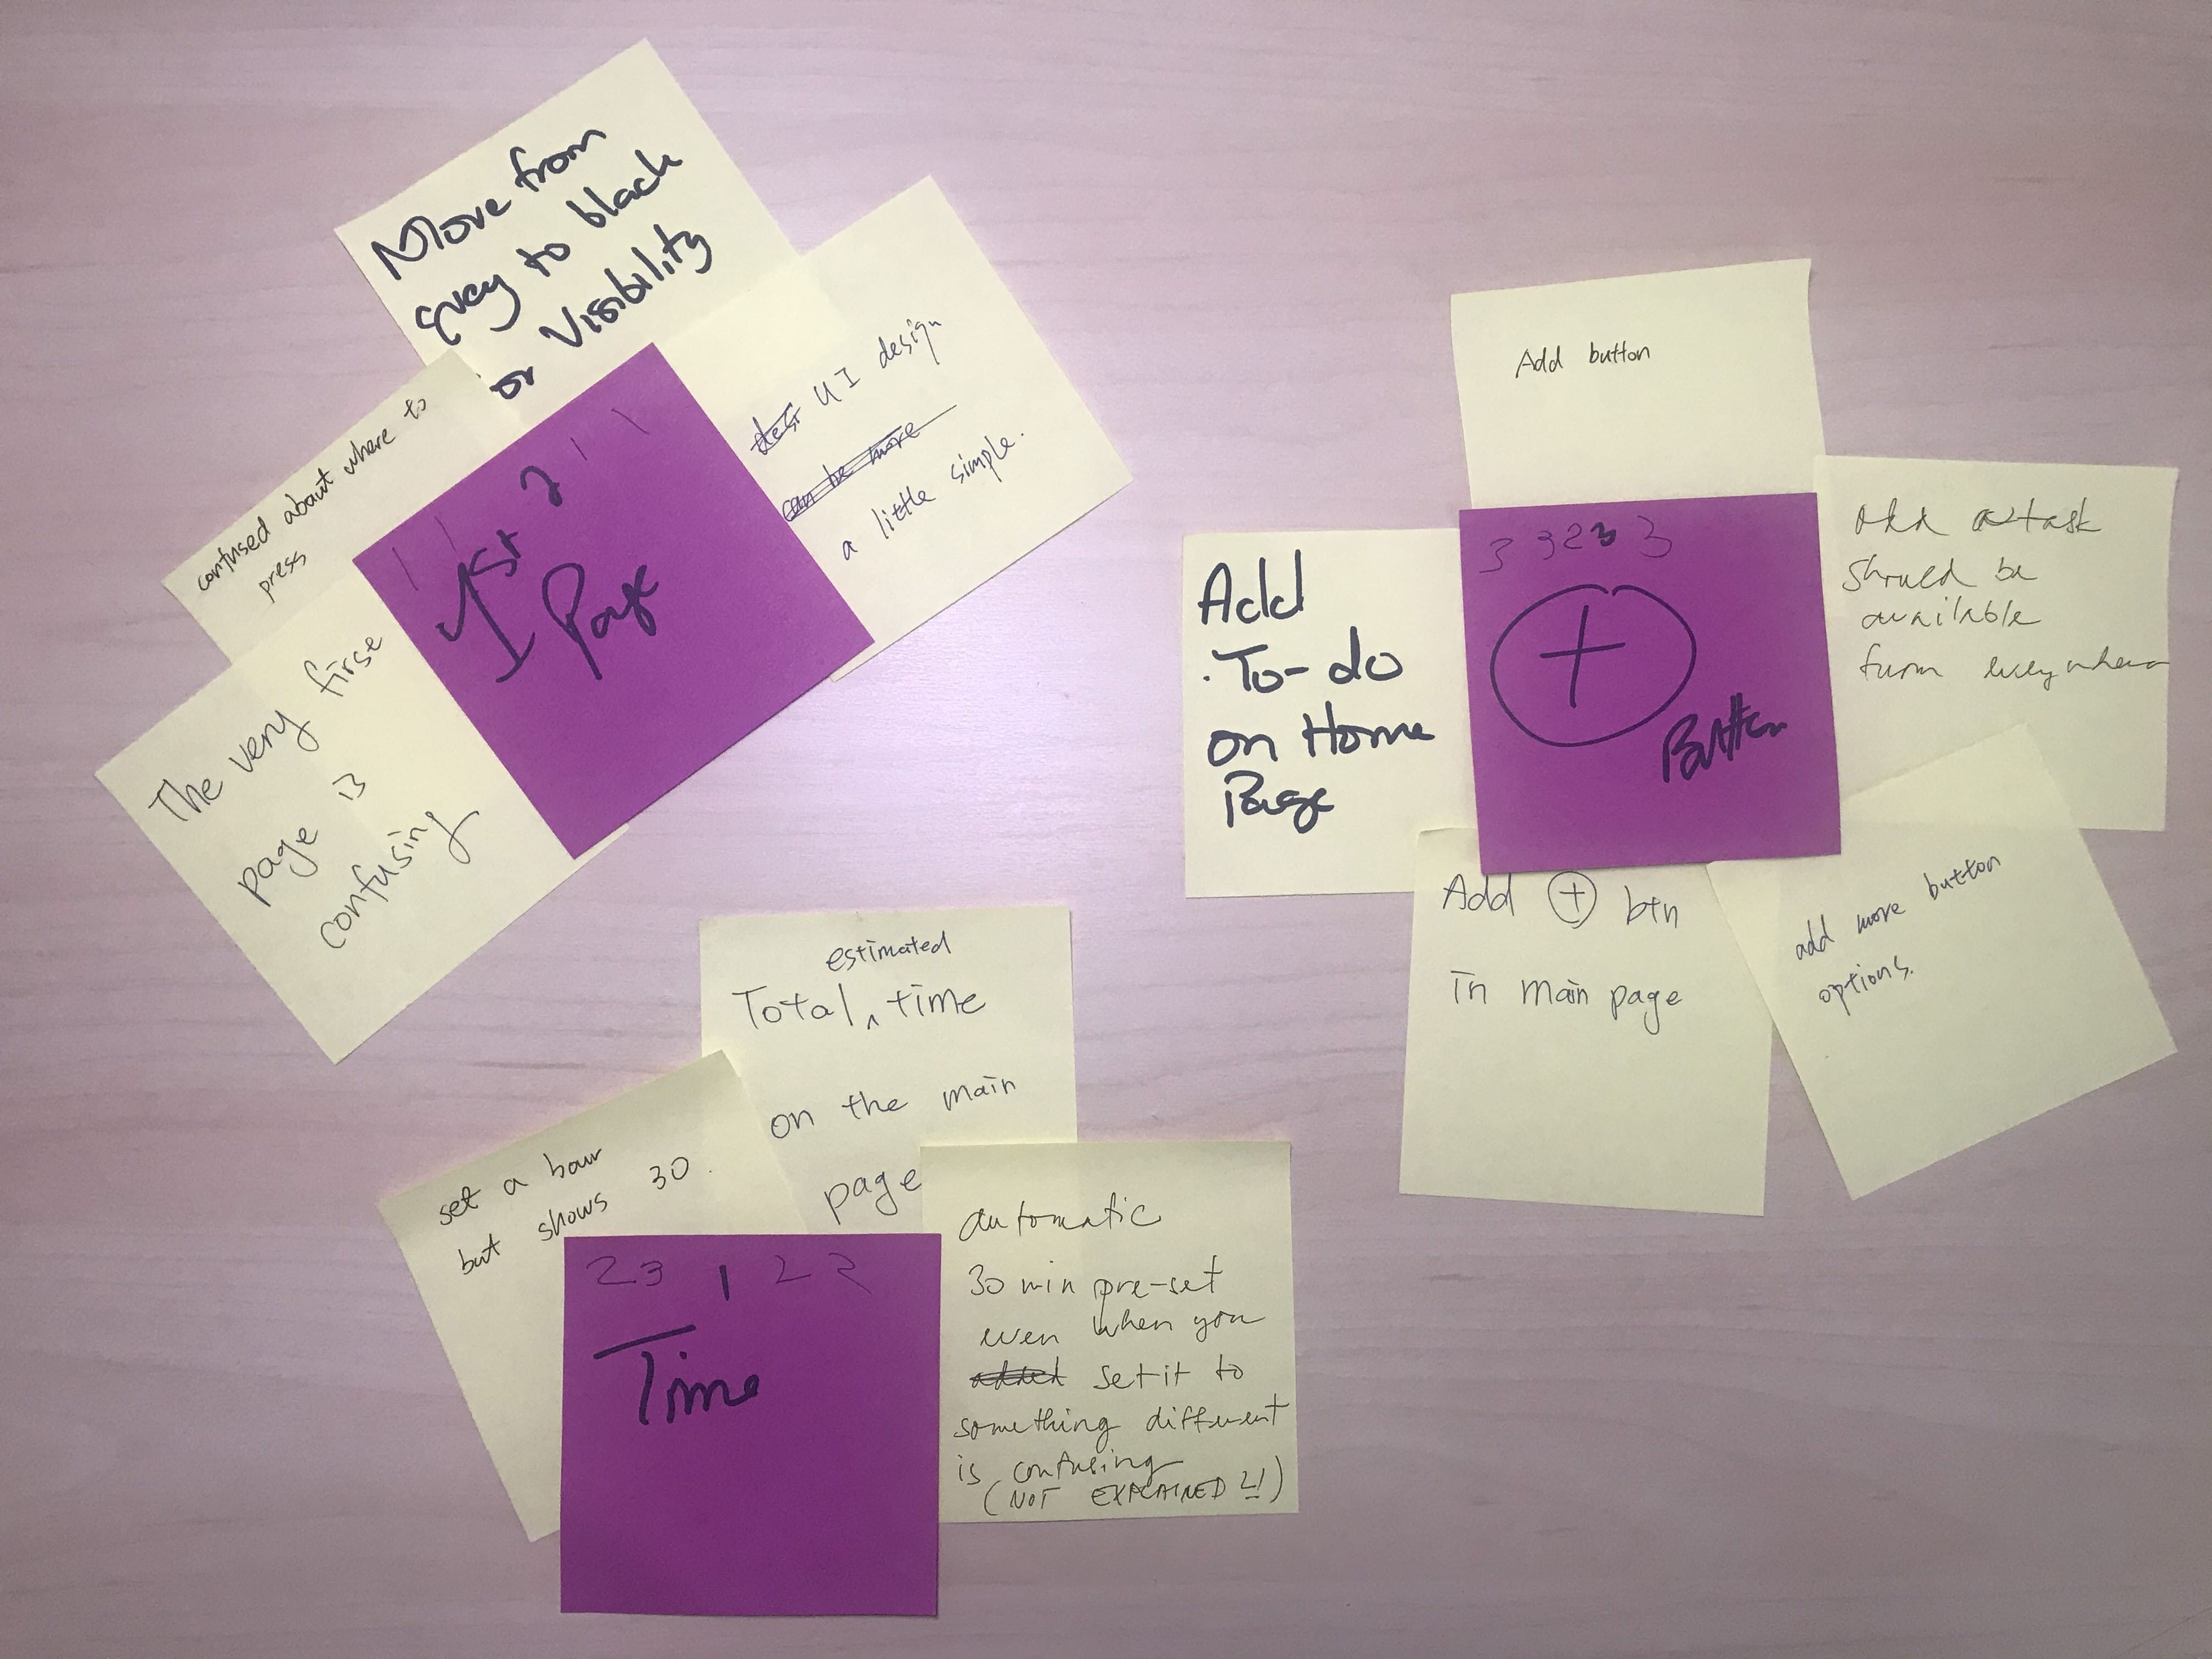 Move from
grey to black
for Visibility
confused about where to
press
The very first
page is
confusing
UI design
can be more
a little simple.
1 1 2 1 1
1st
Page
Add button
Add
To-do
on Home
Page
3 3 2 3 3
+
Button
Add a task
should be
available
from everywhere
Add + btn
in main page
add more button
options.
estimated
Total ‸ time
on the main
page
set a hour
but shows 30.
2 3 1 2 2
Time
automatic
30 min pre-set
even when you
added set it to
something different
is confusing
(NOT EXPLAINED !!)